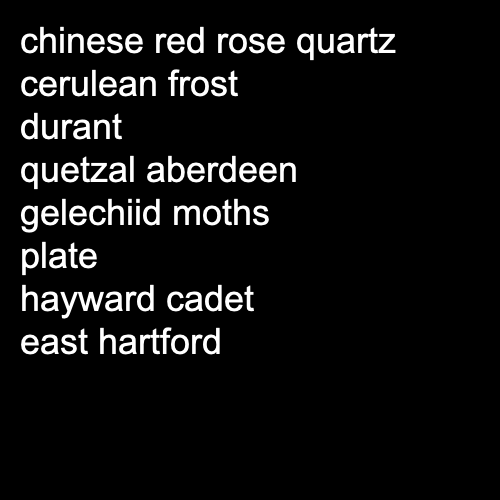 chinese red rose quartz
cerulean frost
durant
quetzal aberdeen
gelechiid moths
plate
hayward cadet
east hartford